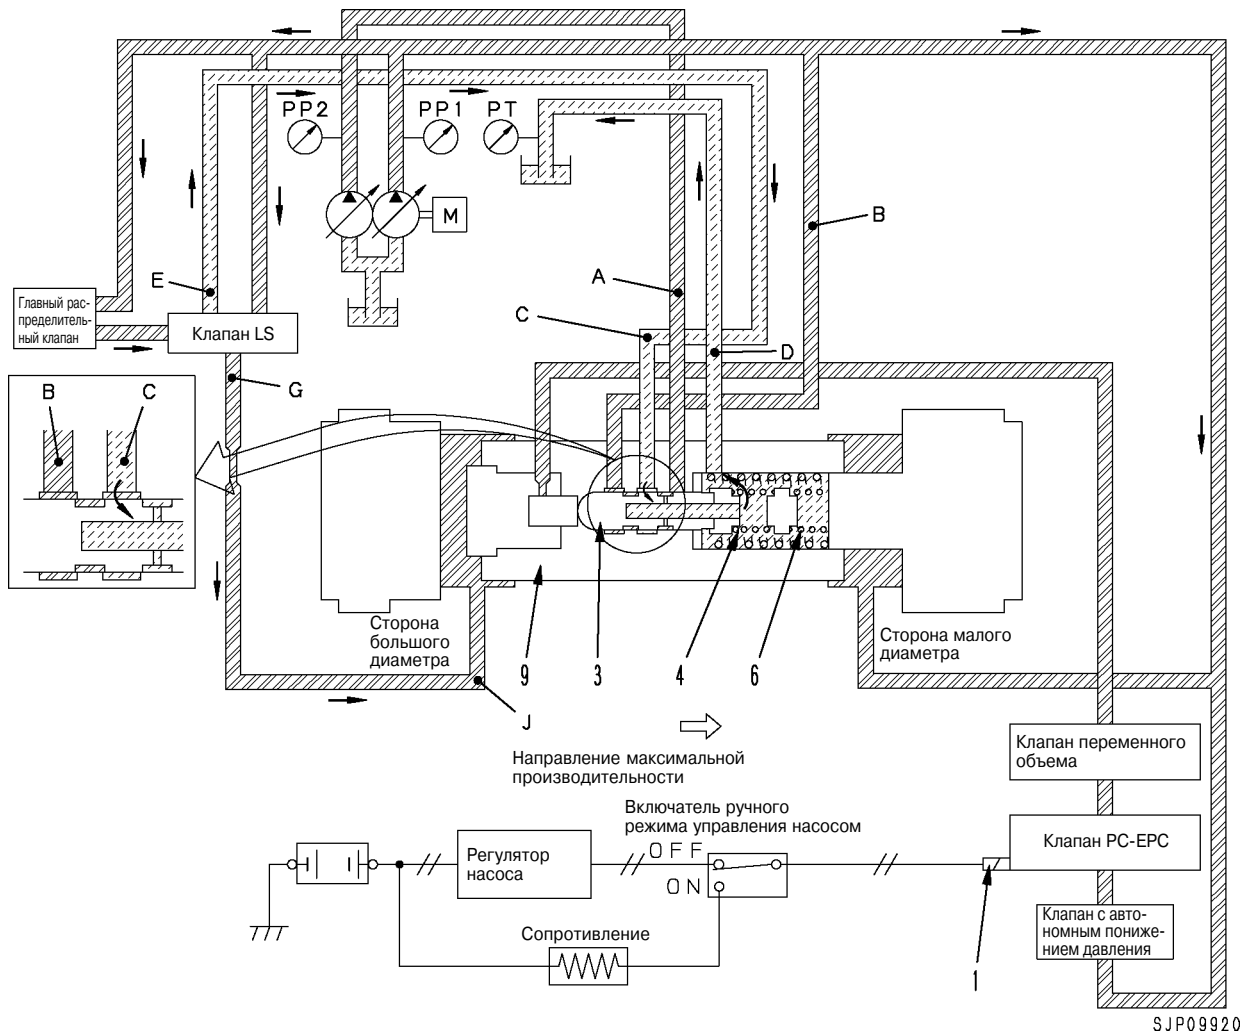 PP2
PP1
PT
M
B
E
A
C
D
Главный рас-
пределитель-
ный клапан
Клапан LS
G
B
C
Сторона
большого
диаметра
Сторона малого
диаметра
9
3
4
6
J
Направление максимальной
производительности
Клапан переменного
объема
Включатель ручного
режима управления насосом
OFF
ON
Регулятор
насоса
Клапан PC-EPC
Сопротивление
Клапан с авто-
номным пониже-
нием давления
1
SJP09920